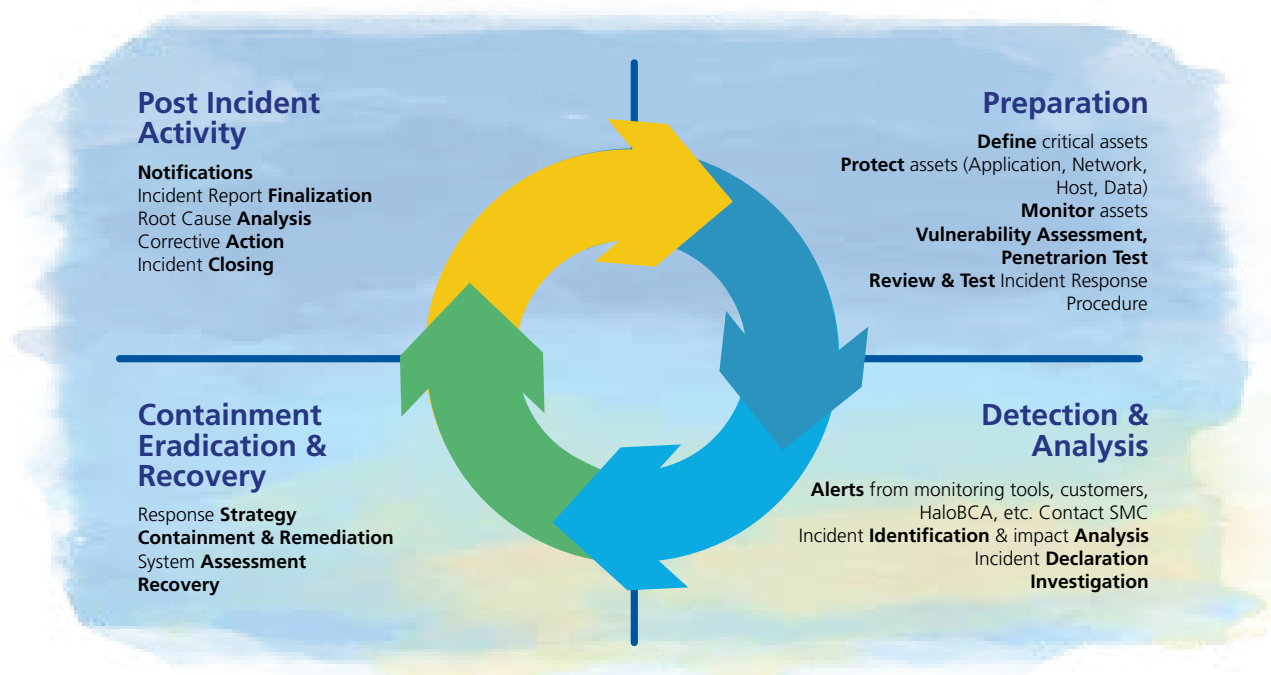 Post Incident
Activity
Notifications
Incident Report Finalization
Root Cause Analysis
Corrective Action
Incident Closing
Preparation
Define critical assets
Protect assets (Application, Network,
Host, Data)
Monitor assets
Vulnerability Assessment,
Penetrarion Test
Review & Test Incident Response
Procedure
Containment
Eradication &
Recovery
Response Strategy
Containment & Remediation
System Assessment
Recovery
Detection &
Analysis
Alerts from monitoring tools, customers,
HaloBCA, etc. Contact SMC
Incident Identification & impact Analysis
Incident Declaration
Investigation